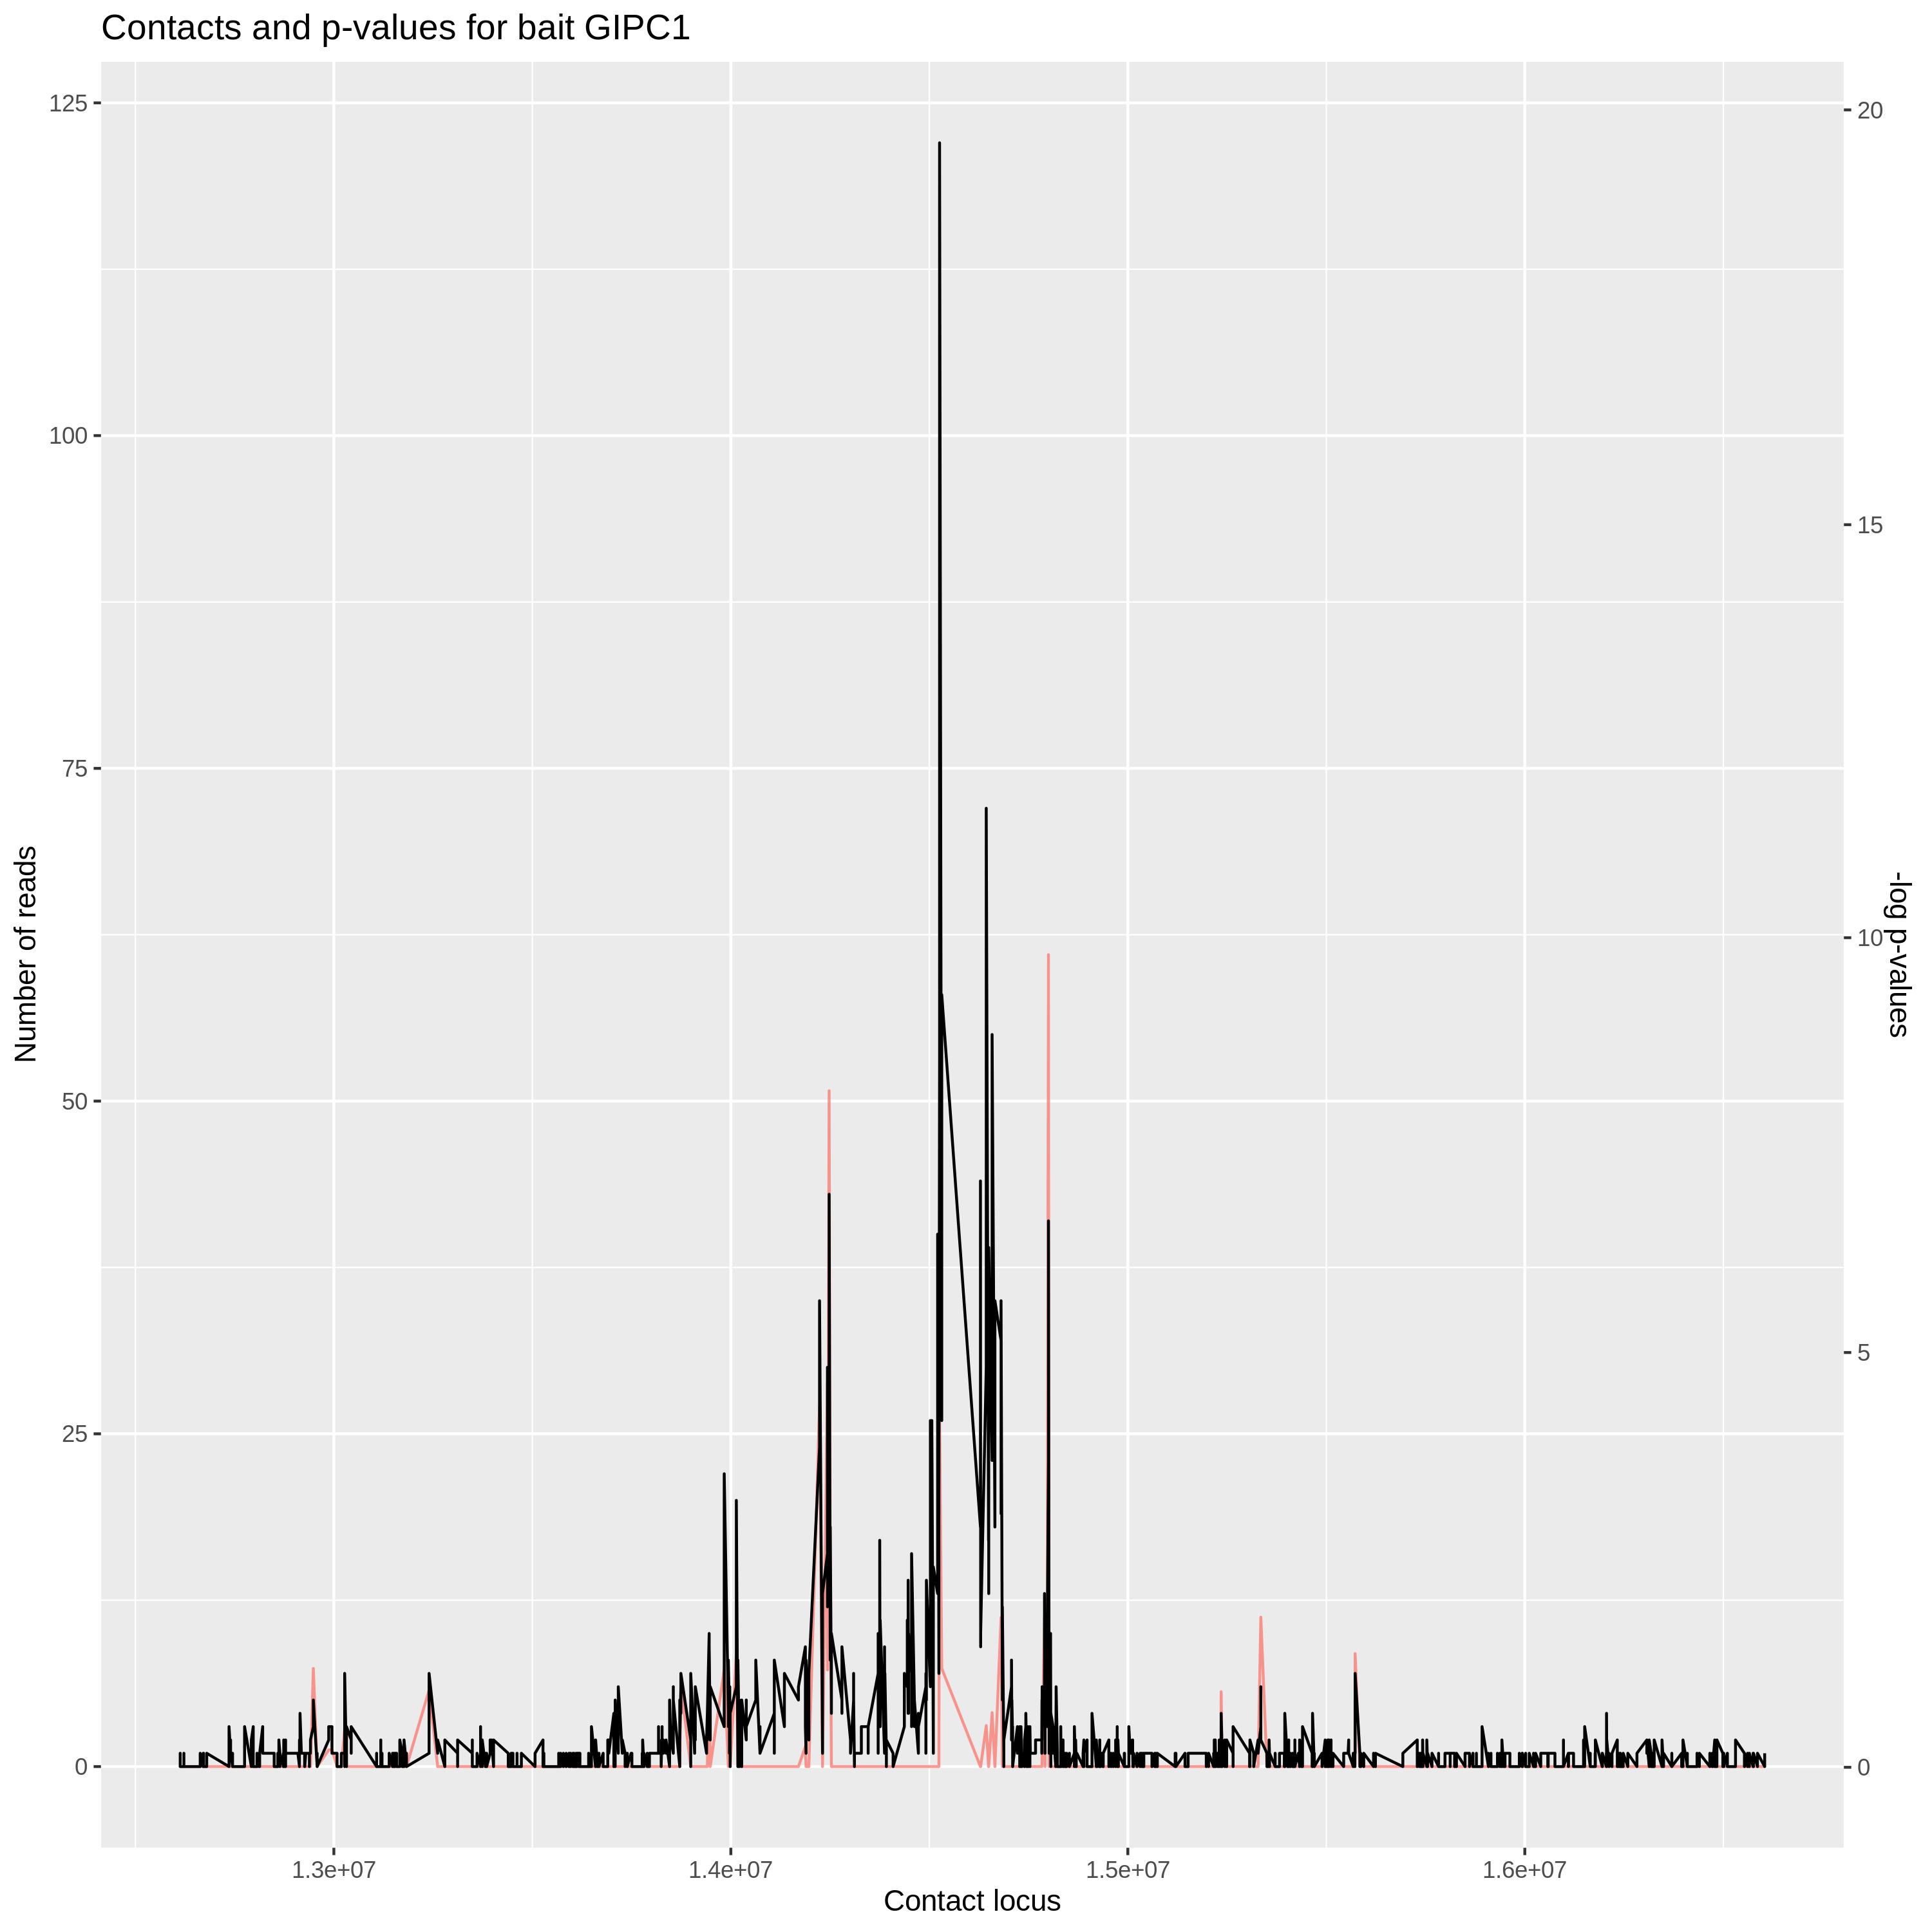 Contacts and p-values for bait GIPC1
125
100
75
50
25
0
Number of reads
20
15
10
5
0
-log p-values
1.3e+07
1.4e+07
1.5e+07
1.6e+07
Contact locus